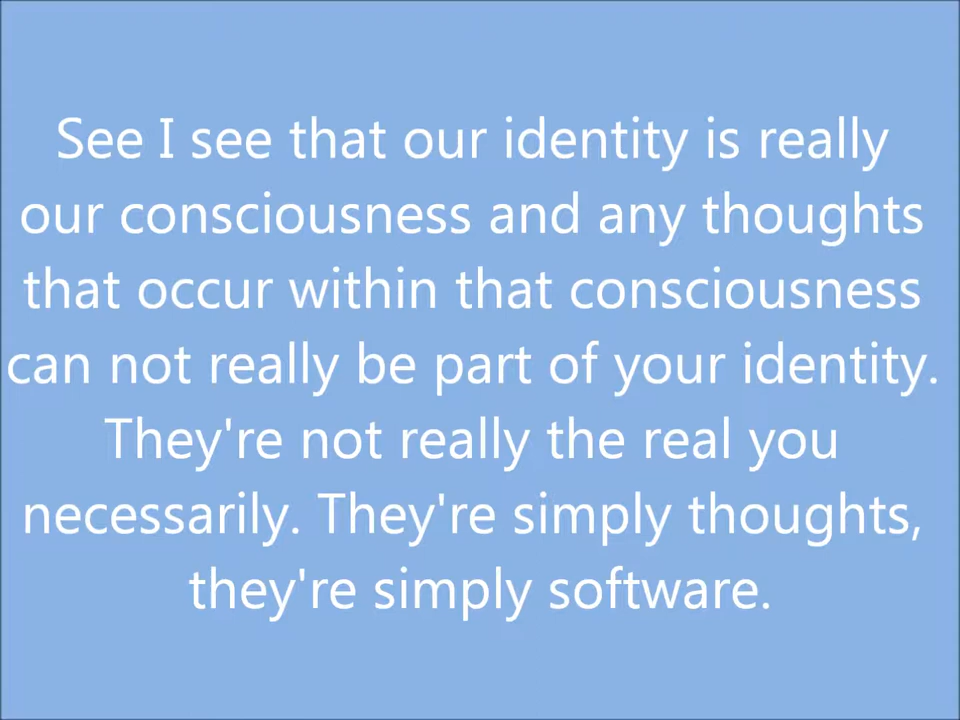 See I see that our identity is really
our consciousness and any thoughts
that occur within that consciousness
can not really be part of your identity.
They're not really the real you
necessarily. They're simply thoughts,
they're simply software.